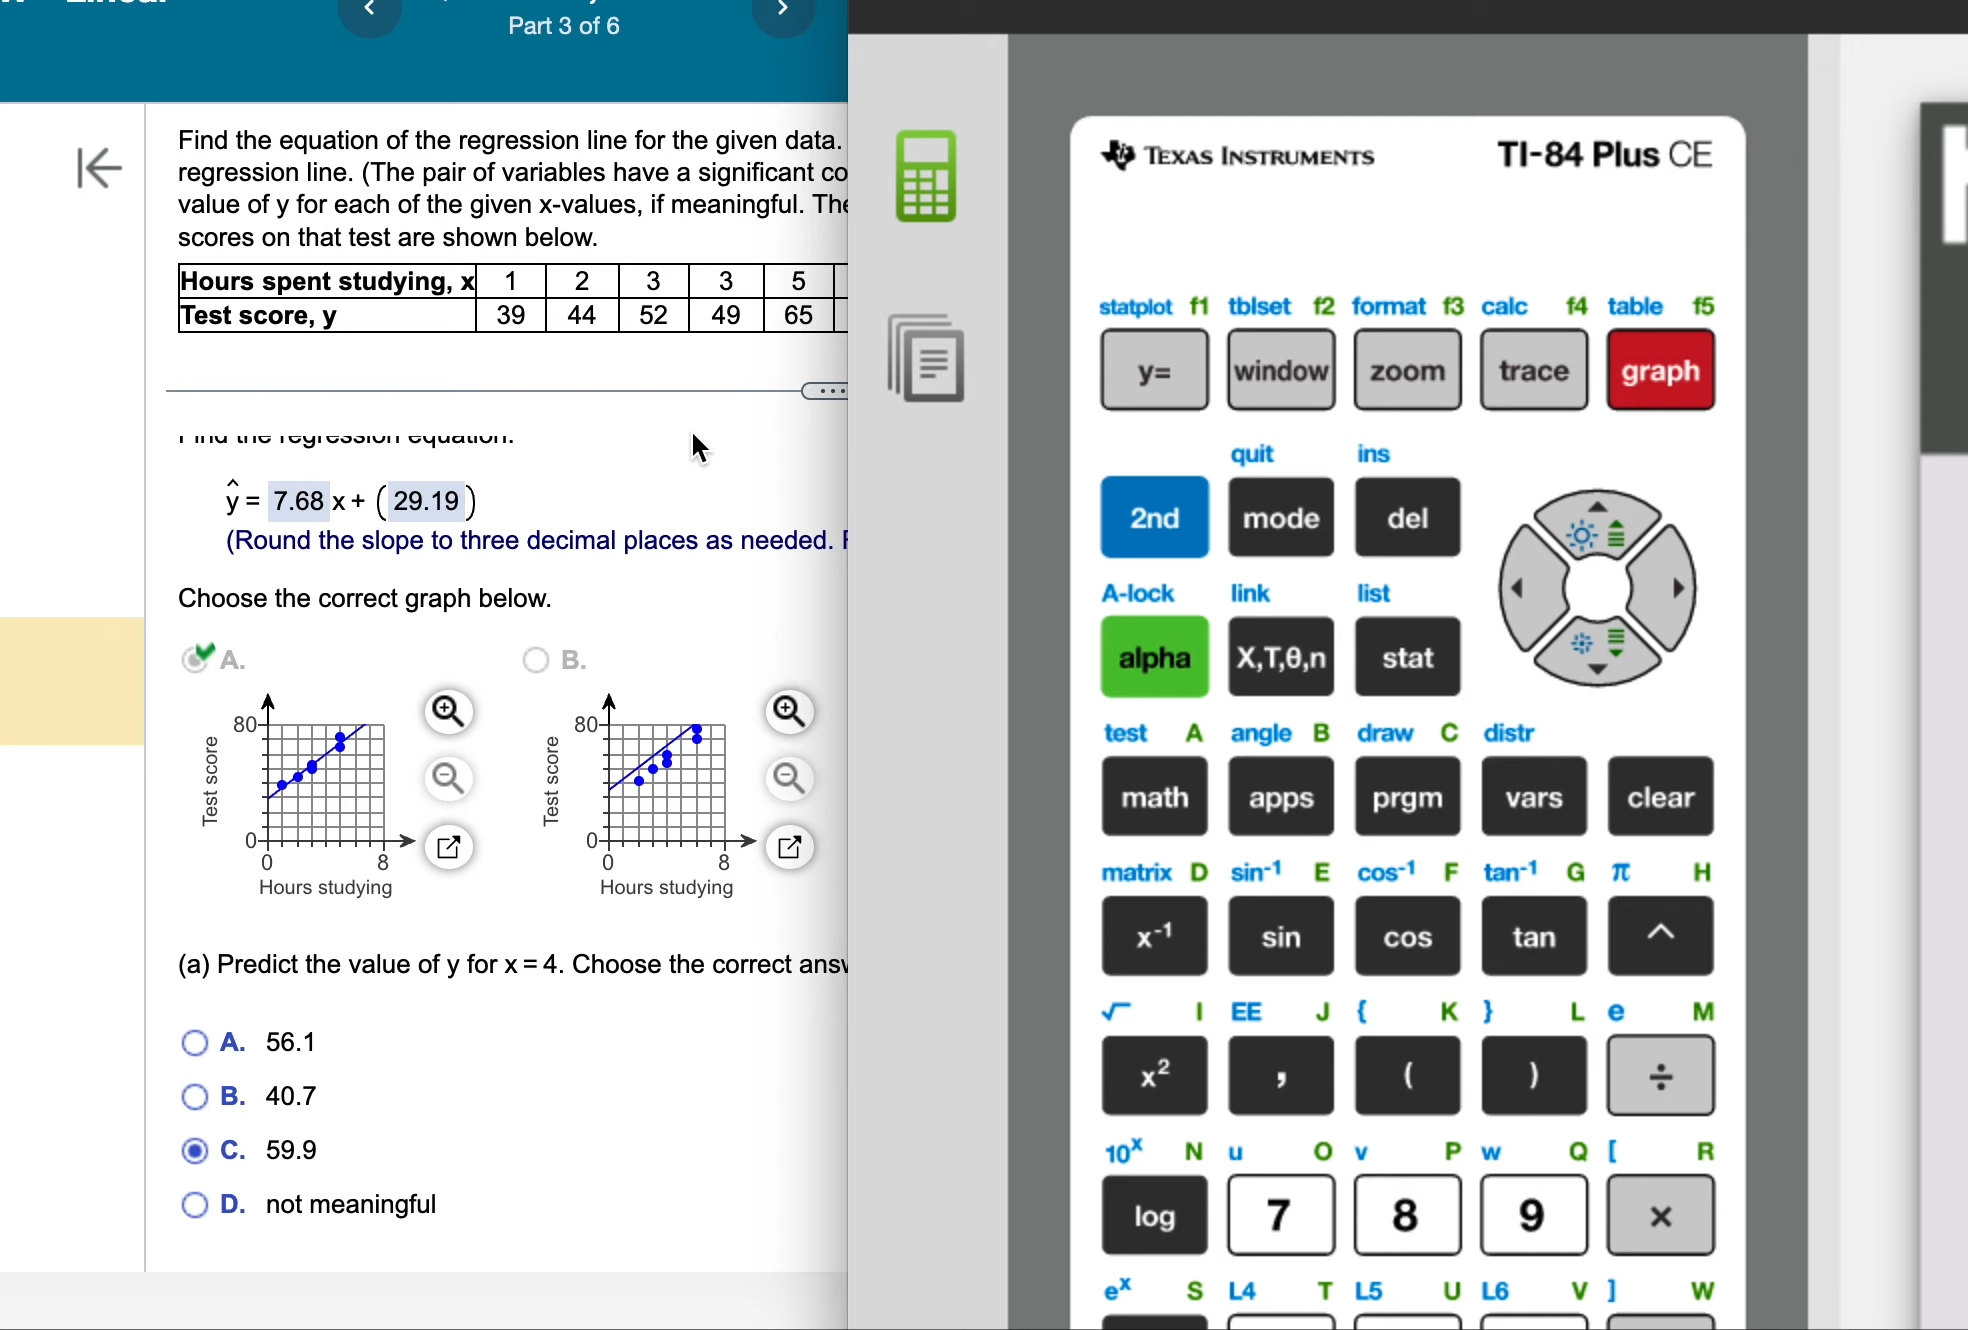 Part 3 of 6
Find the equation of the regression line for the given data.
regression line. (The pair of variables have a significant co
value of y for each of the given x-values, if meaningful. The
scores on that test are shown below.
Hours spent studying, x 1 2 3 3 5
Test score, y 39 44 52 49 65
Find the regression equation.
ŷ = 7.68 x + (29.19)
(Round the slope to three decimal places as needed.
Choose the correct graph below.
A. B.
80 80
Test score Test score
0 0
0 8 0 8
Hours studying Hours studying
(a) Predict the value of y for x = 4. Choose the correct answ
A. 56.1
B. 40.7
C. 59.9
D. not meaningful
TEXAS INSTRUMENTS TI-84 Plus CE
statplot f1 tblset f2 format f3 calc f4 table f5
y= window zoom trace graph
quit ins
2nd mode del
A-lock link list
alpha X,T,θ,n stat
test A angle B draw C distr
math apps prgm vars clear
matrix D sin⁻¹ E cos⁻¹ F tan⁻¹ G π H
x⁻¹ sin cos tan ^
√ I EE J { K } L e M
x² , ( ) ÷
10ˣ N u O v P w Q [ R
log 7 8 9 ×
eˣ S L4 T L5 U L6 V ] W